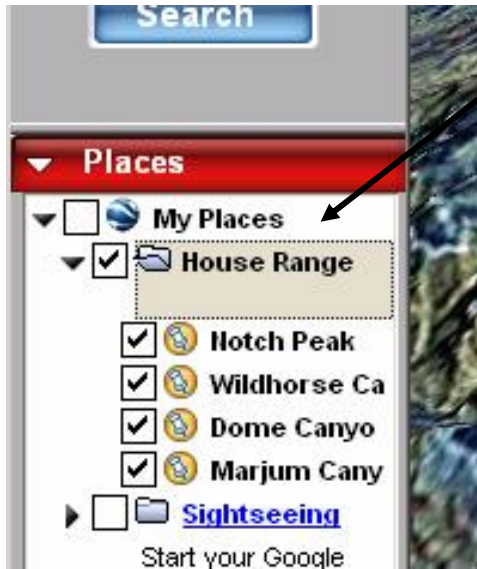 Search
Places
My Places
House Range
Notch Peak
Wildhorse Ca
Dome Canyo
Marjum Cany
Sightseeing
Start your Google